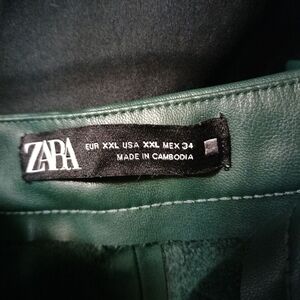 ZARA
EUR XXL USA XXL MEX 34
MADE IN CAMBODIA